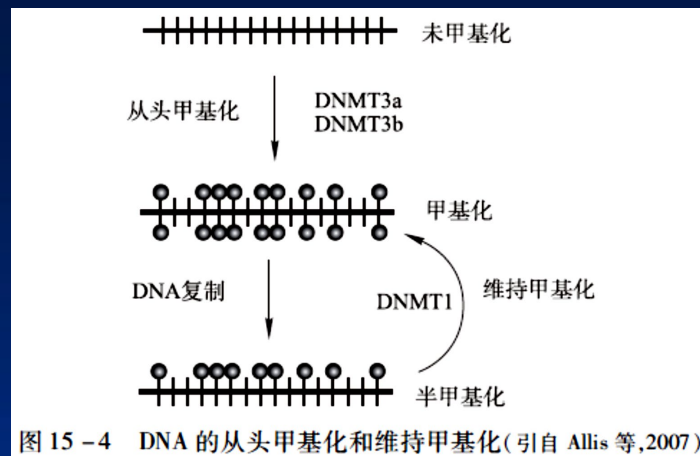 未甲基化
从头甲基化
DNMT3a
DNMT3b
甲基化
DNA复制
DNMT1
维持甲基化
半甲基化
图 15-4 DNA 的从头甲基化和维持甲基化(引自 Allis 等,2007)